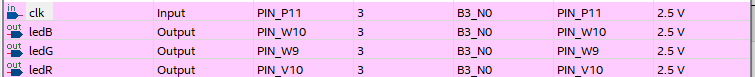 in clk Input PIN_P11 3 B3_N0 PIN_P11 2.5 V
out ledB Output PIN_W10 3 B3_N0 PIN_W10 2.5 V
out ledG Output PIN_W9 3 B3_N0 PIN_W9 2.5 V
out ledR Output PIN_V10 3 B3_N0 PIN_V10 2.5 V